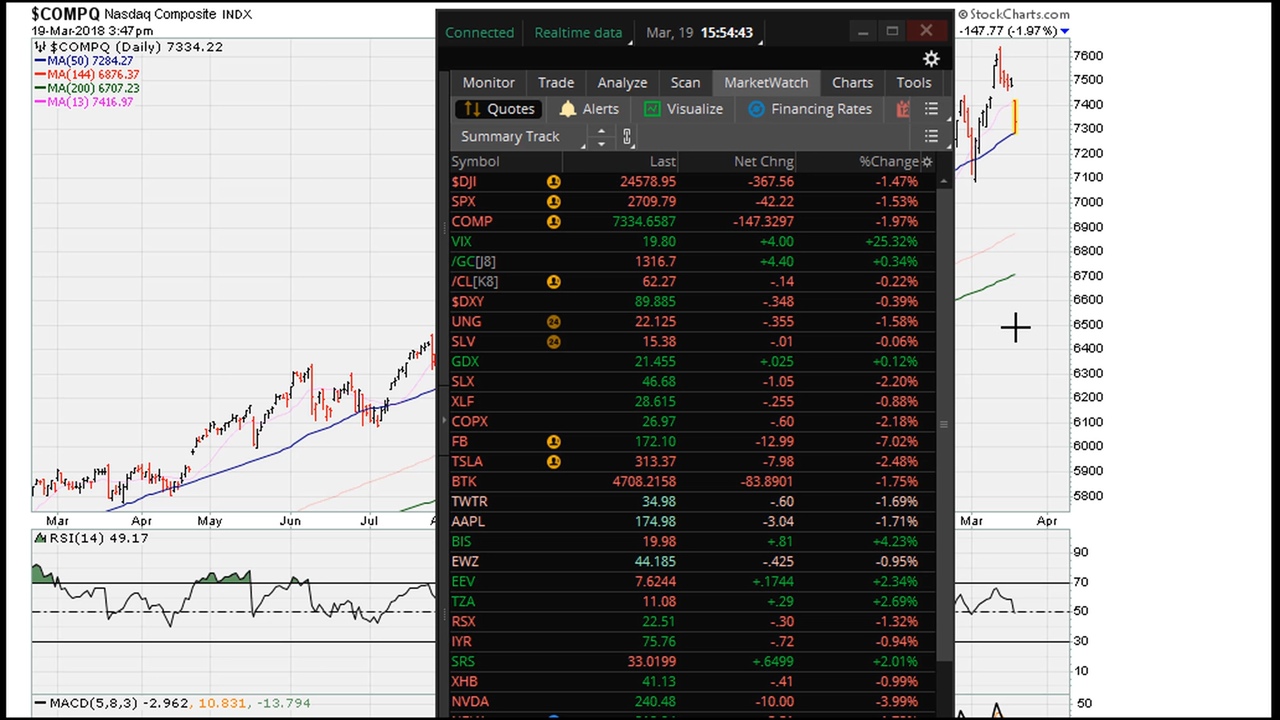 $COMPQ Nasdaq Composite INDX
19-Mar-2018 3:47pm
© StockCharts.com
-147.77 (-1.97%)
$COMPQ (Daily) 7334.22
MA(50) 7284.27
MA(144) 6876.37
MA(200) 6707.23
MA(13) 7416.97
Connected Realtime data Mar, 19 15:54:43
Monitor Trade Analyze Scan MarketWatch Charts Tools
Quotes Alerts Visualize Financing Rates
Summary Track
Symbol Last Net Chng %Change
$DJI 24578.95 -367.56 -1.47%
SPX 2709.79 -42.22 -1.53%
COMP 7334.6587 -147.3297 -1.97%
VIX 19.80 +4.00 +25.32%
/GC[J8] 1316.7 +4.40 +0.34%
/CL[K8] 62.27 -.14 -0.22%
$DXY 89.885 -.348 -0.39%
UNG 24 22.125 -.355 -1.58%
SLV 24 15.38 -.01 -0.06%
GDX 21.455 +.025 +0.12%
SLX 46.68 -1.05 -2.20%
XLF 28.615 -.255 -0.88%
COPX 26.97 -.60 -2.18%
FB 172.10 -12.99 -7.02%
TSLA 313.37 -7.98 -2.48%
BTK 4708.2158 -83.8901 -1.75%
TWTR 34.98 -.60 -1.69%
AAPL 174.98 -3.04 -1.71%
BIS 19.98 +.81 +4.23%
EWZ 44.185 -.425 -0.95%
EEV 7.6244 +.1744 +2.34%
TZA 11.08 +.29 +2.69%
RSX 22.51 -.30 -1.32%
IYR 75.76 -.72 -0.94%
SRS 33.0199 +.6499 +2.01%
XHB 41.13 -.41 -0.99%
NVDA 240.48 -10.00 -3.99%
7600
7500
7400
7300
7200
7100
7000
6900
6800
6700
6600
6500
6400
6300
6200
6100
6000
5900
5800
Mar Apr May Jun Jul A Mar Apr
RSI(14) 49.17
90
70
50
30
10
MACD(5,8,3) -2.963, 10.831, -13.794
50